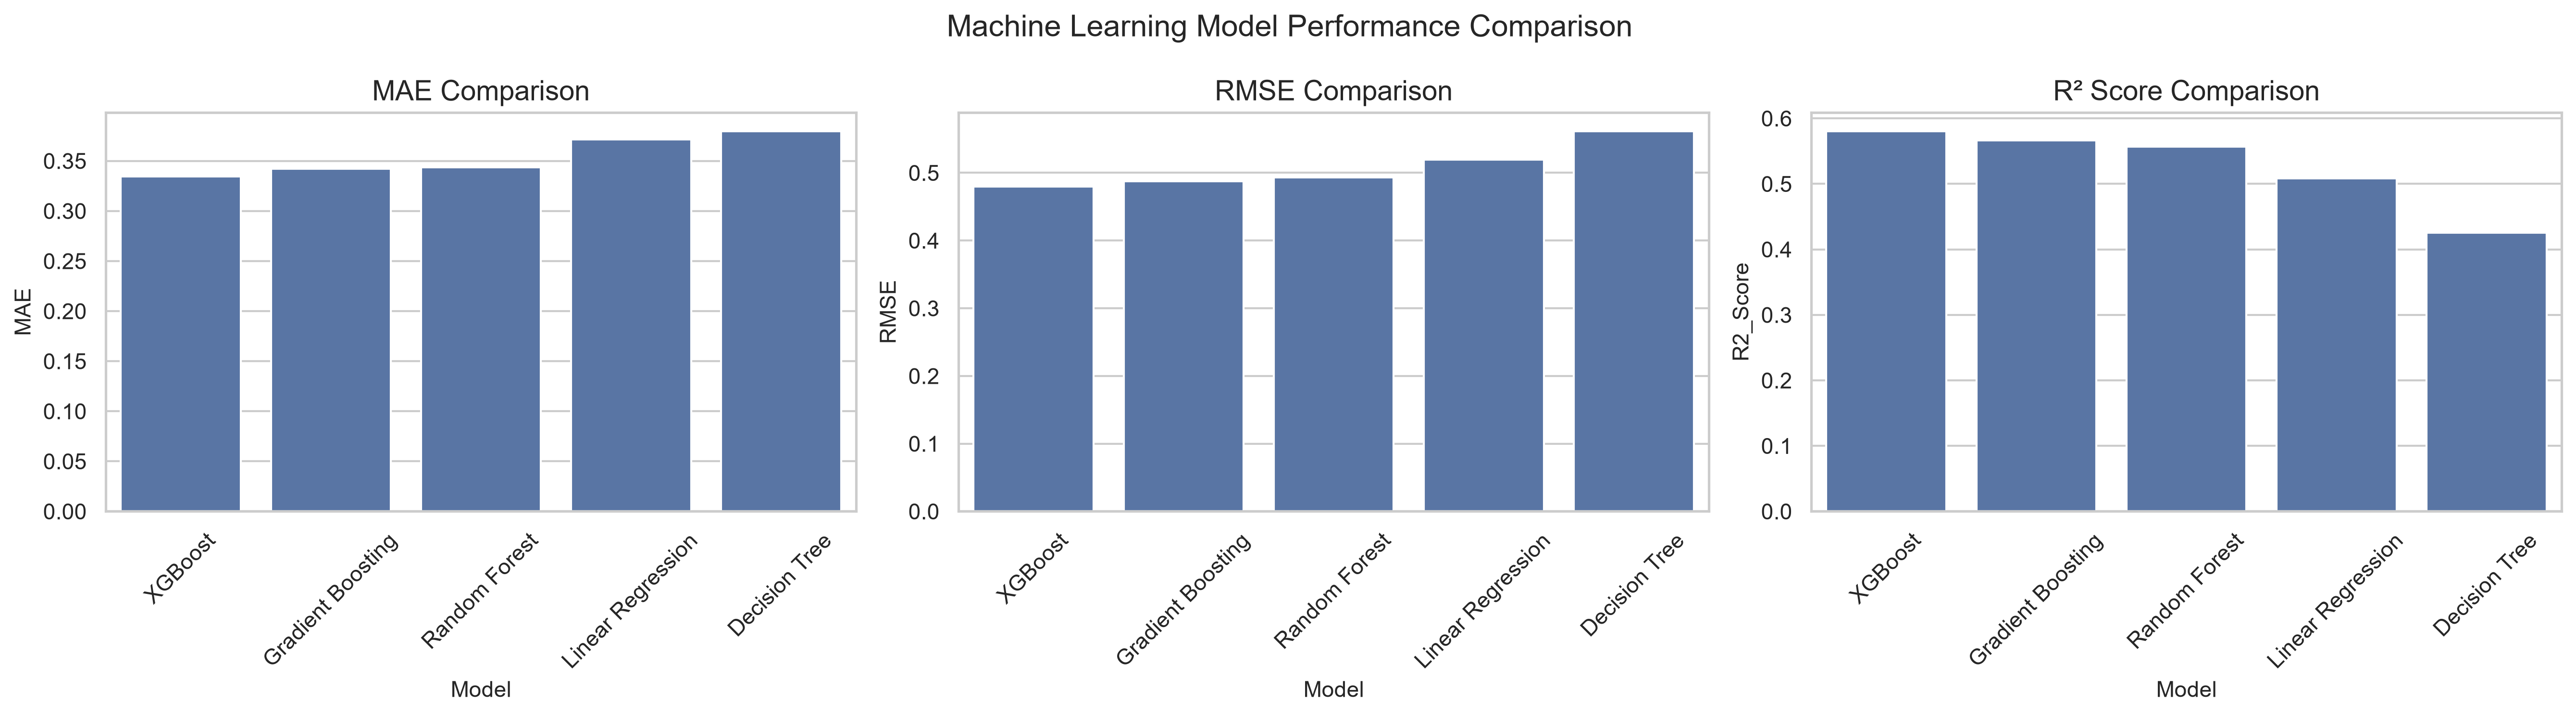 Machine Learning Model Performance Comparison
MAE Comparison
MAE
0.35
0.30
0.25
0.20
0.15
0.10
0.05
0.00
XGBoost
Gradient Boosting
Random Forest
Linear Regression
Decision Tree
Model
RMSE Comparison
RMSE
0.5
0.4
0.3
0.2
0.1
0.0
XGBoost
Gradient Boosting
Random Forest
Linear Regression
Decision Tree
Model
R² Score Comparison
R2_Score
0.6
0.5
0.4
0.3
0.2
0.1
0.0
XGBoost
Gradient Boosting
Random Forest
Linear Regression
Decision Tree
Model